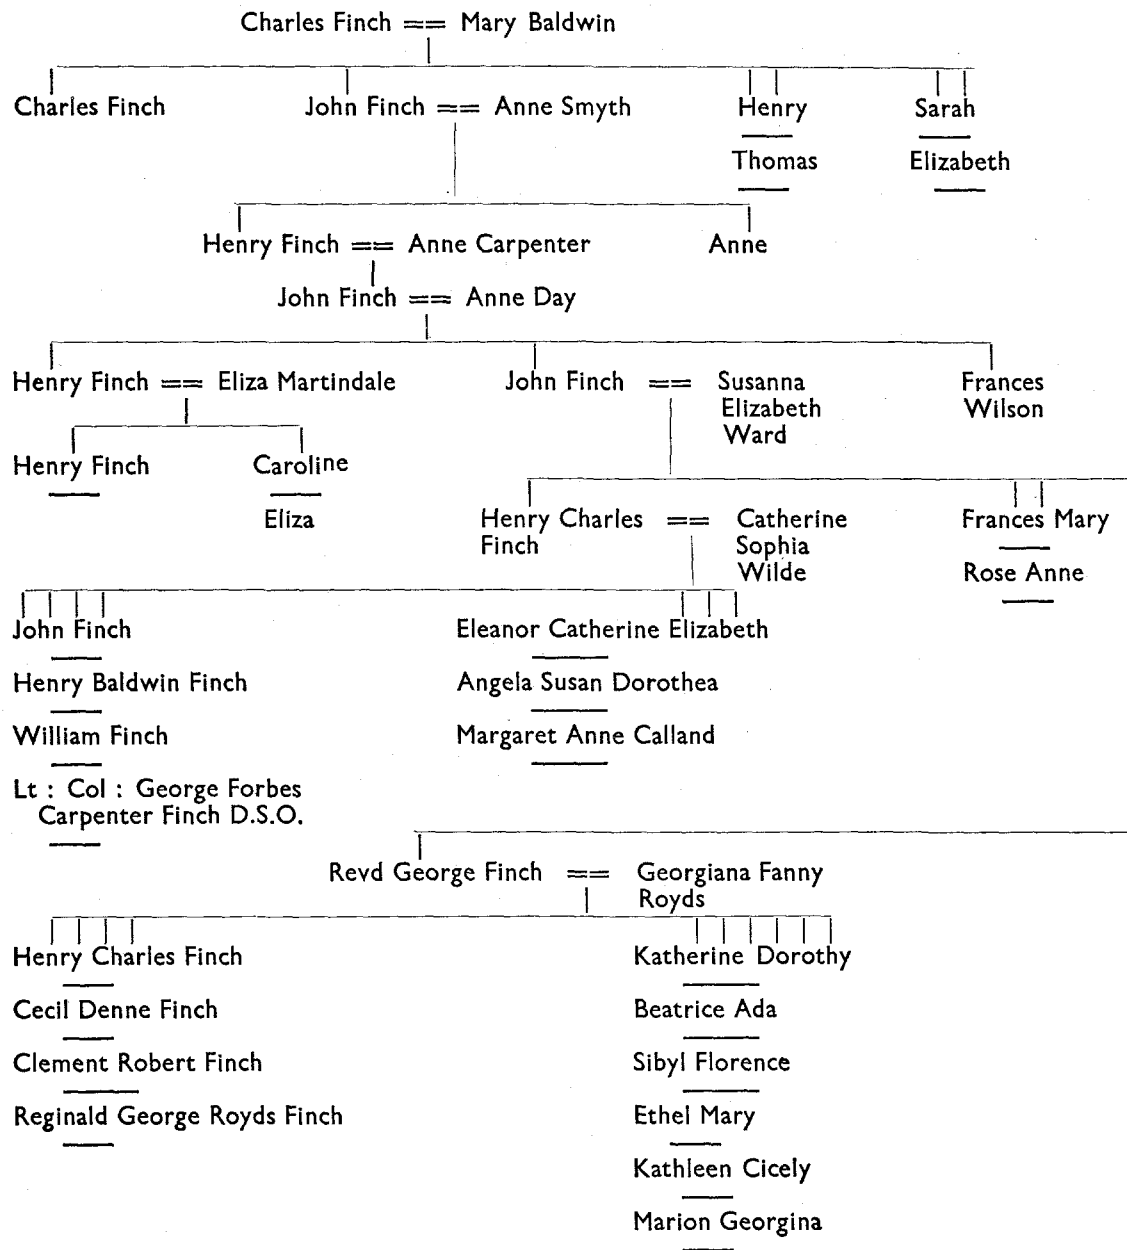 Charles Finch == Mary Baldwin
Charles Finch John Finch == Anne Smyth Henry Sarah
Thomas Elizabeth
Henry Finch == Anne Carpenter Anne
John Finch == Anne Day
Henry Finch == Eliza Martindale John Finch == Susanna Frances
Elizabeth Wilson
Ward
Henry Finch Caroline
Eliza Henry Charles == Catherine Frances Mary
Finch Sophia
Wilde Rose Anne
John Finch Eleanor Catherine Elizabeth
Henry Baldwin Finch Angela Susan Dorothea
William Finch Margaret Anne Calland
Lt : Col : George Forbes
Carpenter Finch D.S.O.
Revd George Finch == Georgiana Fanny
Royds
Henry Charles Finch Katherine Dorothy
Cecil Denne Finch Beatrice Ada
Clement Robert Finch Sibyl Florence
Reginald George Royds Finch Ethel Mary
Kathleen Cicely
Marion Georgina